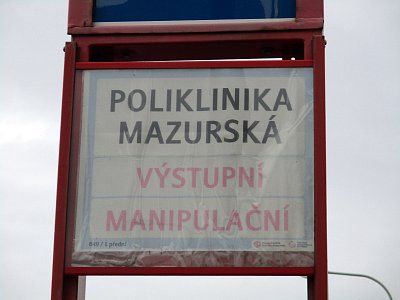 POLIKLINIKA
MAZURSKÁ
VÝSTUPNÍ
MANIPULAČNÍ